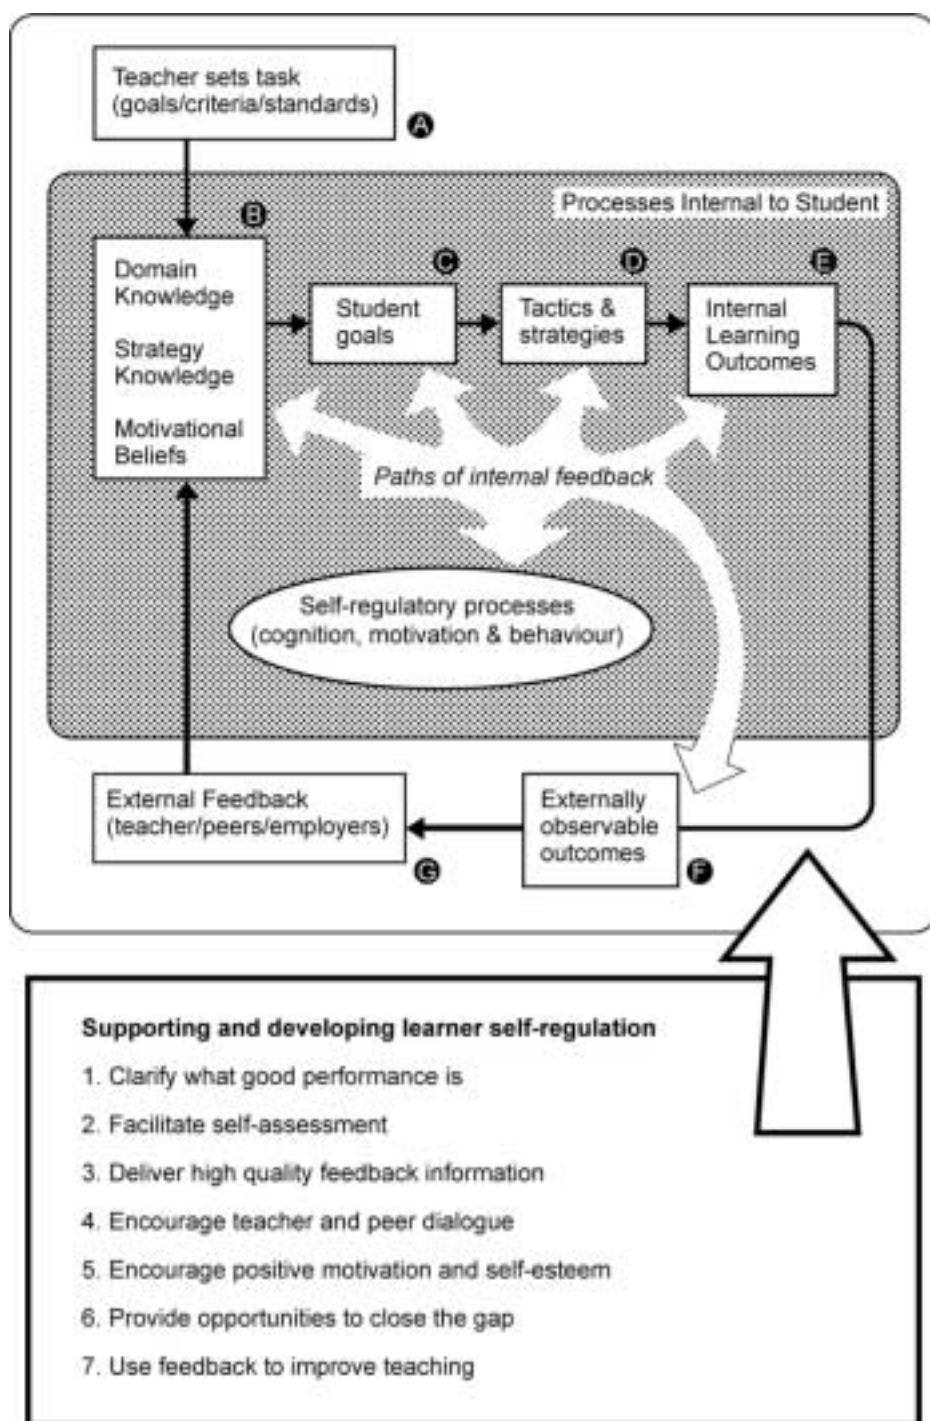 Teacher sets task
(goals/criteria/standards)
A
Processes Internal to Student
B
Domain
Knowledge
Strategy
Knowledge
Motivational
Beliefs
C
Student
goals
D
Tactics &
strategies
E
Internal
Learning
Outcomes
Paths of internal feedback
Self-regulatory processes
(cognition, motivation & behaviour)
External Feedback
(teacher/peers/employers)
G
Externally
observable
outcomes
F
Supporting and developing learner self-regulation
1. Clarify what good performance is
2. Facilitate self-assessment
3. Deliver high quality feedback information
4. Encourage teacher and peer dialogue
5. Encourage positive motivation and self-esteem
6. Provide opportunities to close the gap
7. Use feedback to improve teaching